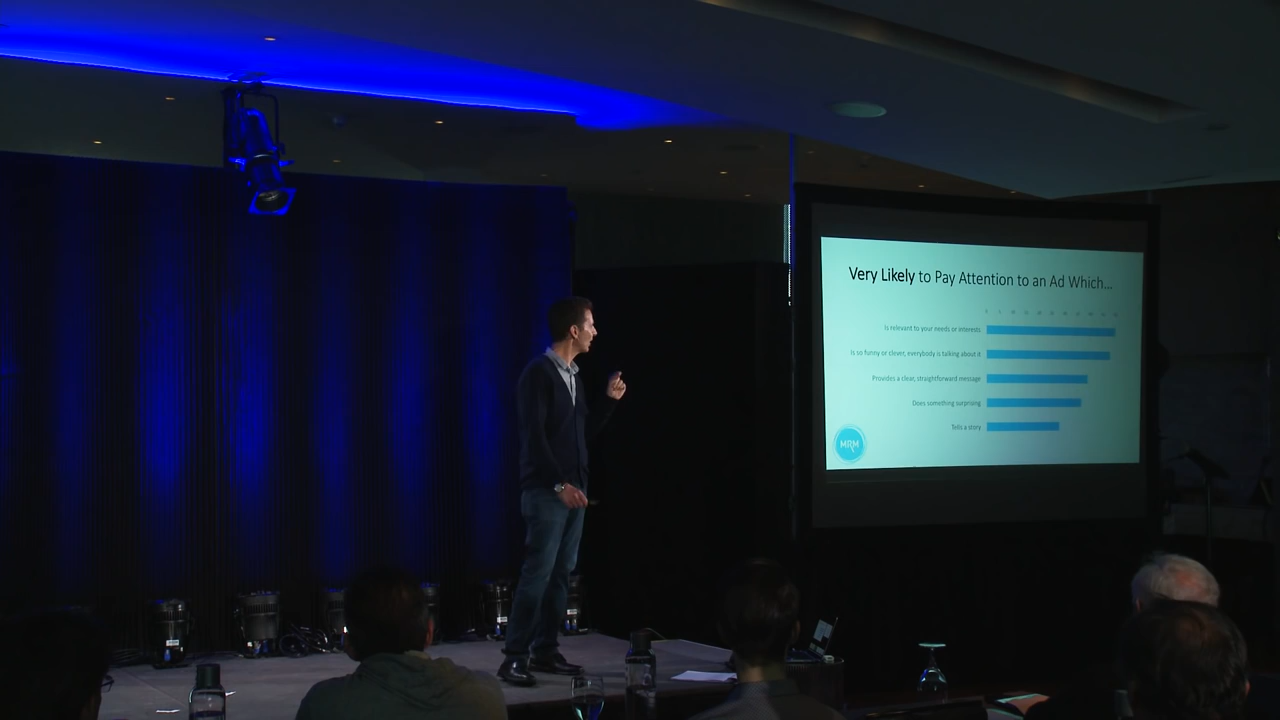 Very Likely to Pay Attention to an Ad Which...
Is relevant to your needs or interests
Is so funny or clever, everybody is talking about it
Provides a clear, straightforward message
Does something surprising
Tells a story
MRM